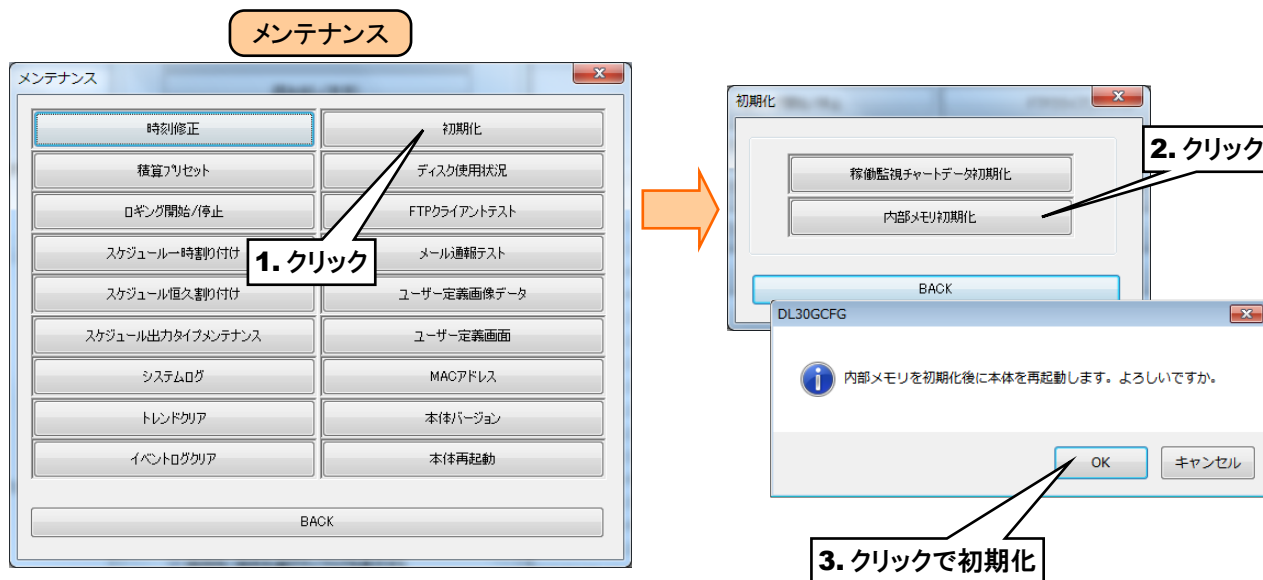 メンテナンス
メンテナンス
時刻修正
初期化
積算プリセット
ディスク使用状況
ロギング開始/停止
FTPクライアントテスト
スケジュール一時割り付け
メール通報テスト
1. クリック
スケジュール恒久割り付け
ユーザー定義画像データ
スケジュール出力タイプメンテナンス
ユーザー定義画面
システムログ
MACアドレス
トレンドクリア
本体バージョン
イベントログクリア
本体再起動
BACK
初期化
2. クリック
稼働監視チャートデータ初期化
内部メモリ初期化
BACK
DL30GCFG
内部メモリを初期化後に本体を再起動します。よろしいですか。
OK
キャンセル
3. クリックで初期化